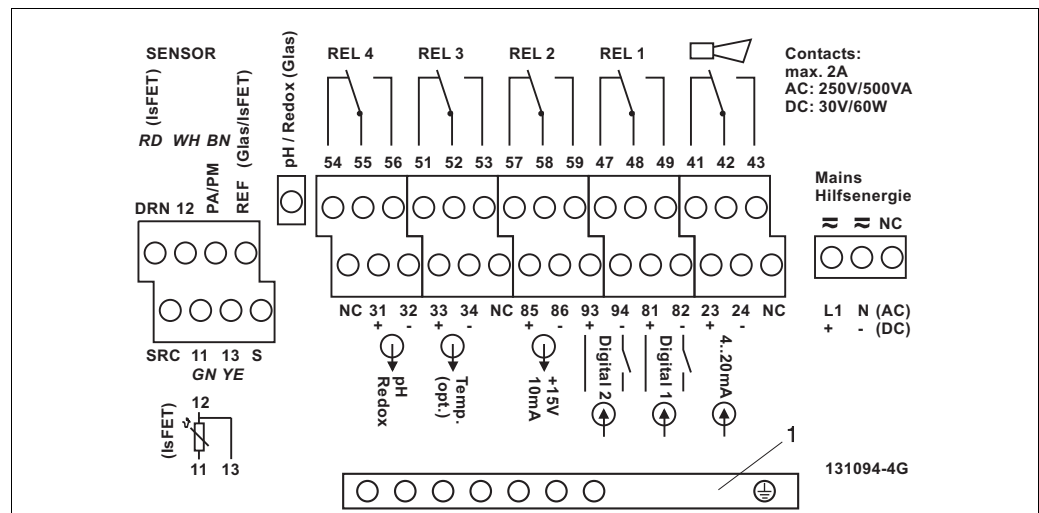 SENSOR
(IsFET)
RD WH BN
(Glas/IsFET)
DRN 12 PA/PM REF
SRC 11 13 S
GN YE
(IsFET)
12
11 13
pH / Redox (Glas)
REL 4 REL 3 REL 2 REL 1
54 55 56 51 52 53 57 58 59 47 48 49 41 42 43
NC 31 32 33 34 NC 85 86 93 94 81 82 23 24 NC
+ - + - + - + - + - + -
pH
Redox
Temp.
(opt.)
+15V
10mA
Digital 2
Digital 1
4..20mA
Contacts:
max. 2A
AC: 250V/500VA
DC: 30V/60W
Mains
Hilfsenergie
NC
L1 N (AC)
+ - (DC)
1
131094-4G